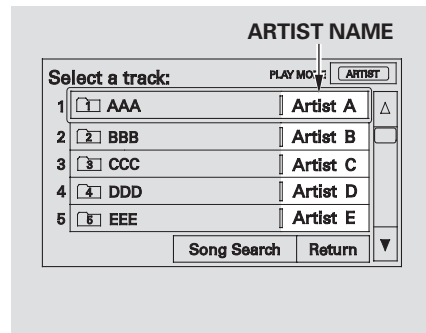 ARTIST NAME
Select a track: PLAY ARTIST
1 1 AAA Artist A
2 2 BBB Artist B
3 3 CCC Artist C
4 4 DDD Artist D
5 5 EEE Artist E
Song Search Return